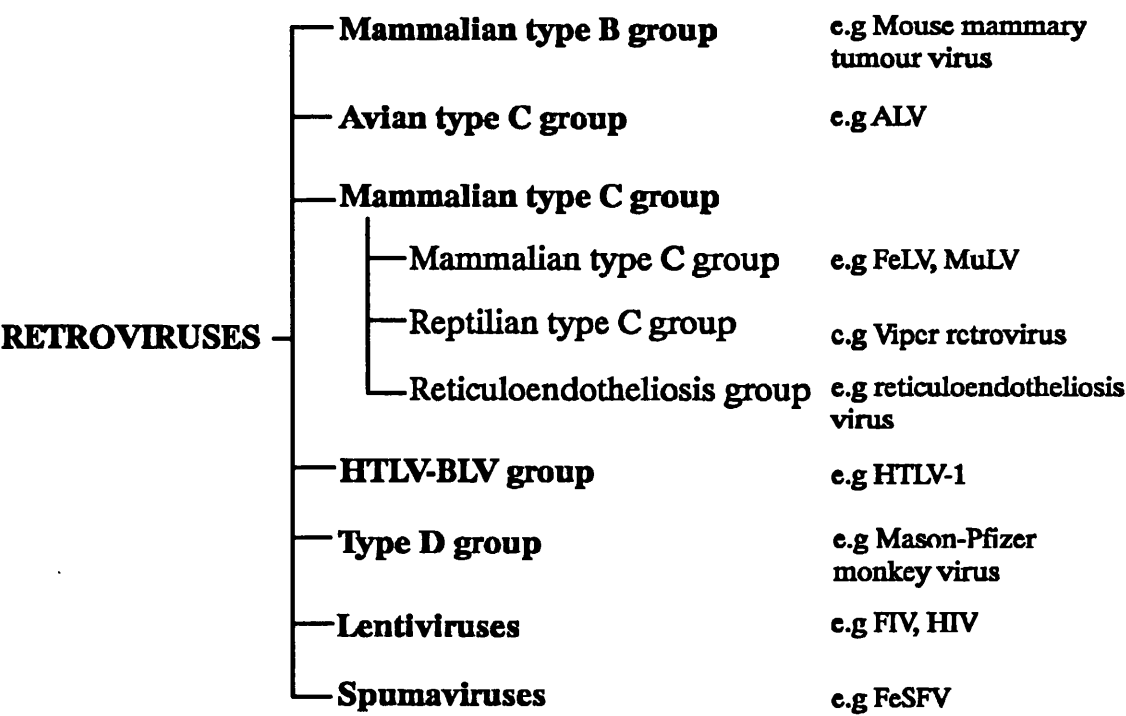 Mammalian type B group e.g Mouse mammary
tumour virus
Avian type C group e.g ALV
Mammalian type C group
Mammalian type C group e.g FeLV, MuLV
Reptilian type C group e.g Viper retrovirus
RETROVIRUSES
Reticuloendotheliosis group e.g reticuloendotheliosis
virus
HTLV-BLV group e.g HTLV-1
Type D group e.g Mason-Pfizer
monkey virus
Lentiviruses e.g FIV, HIV
Spumaviruses e.g FeSFV